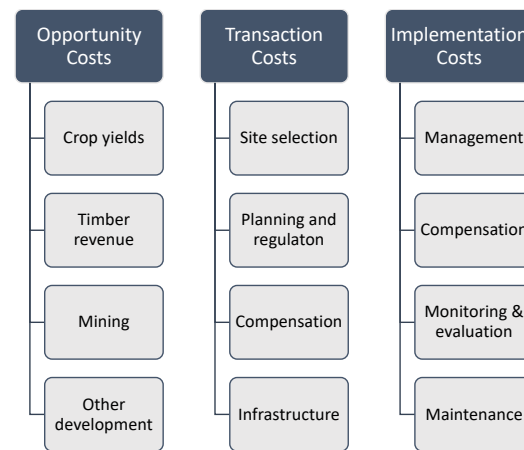 Opportunity
Costs
Crop yields
Timber
revenue
Mining
Other
development
Transaction
Costs
Site selection
Planning and
regulaton
Compensation
Infrastructure
Implementation
Costs
Management
Compensation
Monitoring &
evaluation
Maintenance